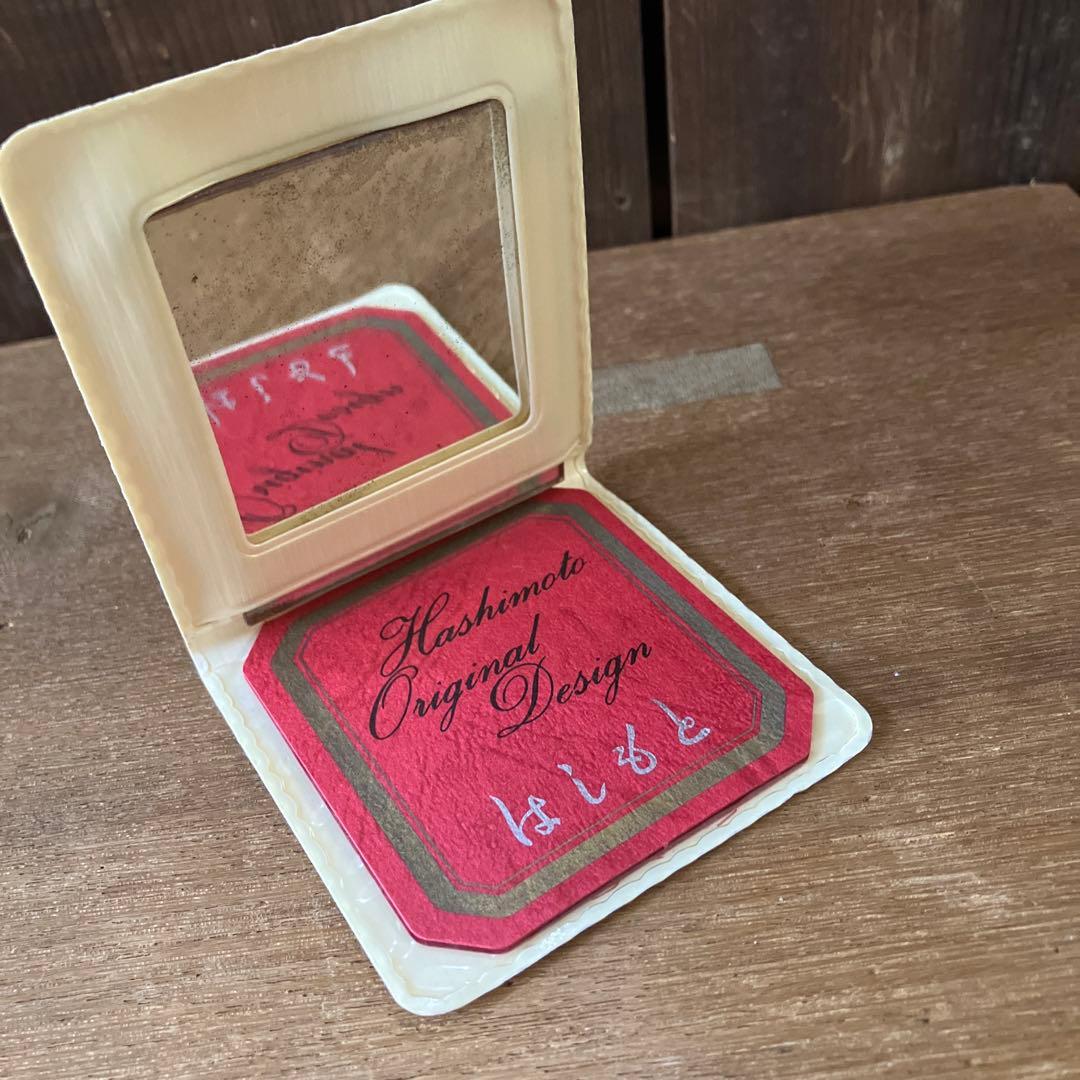 Hashimoto
Original
Design
はしもと